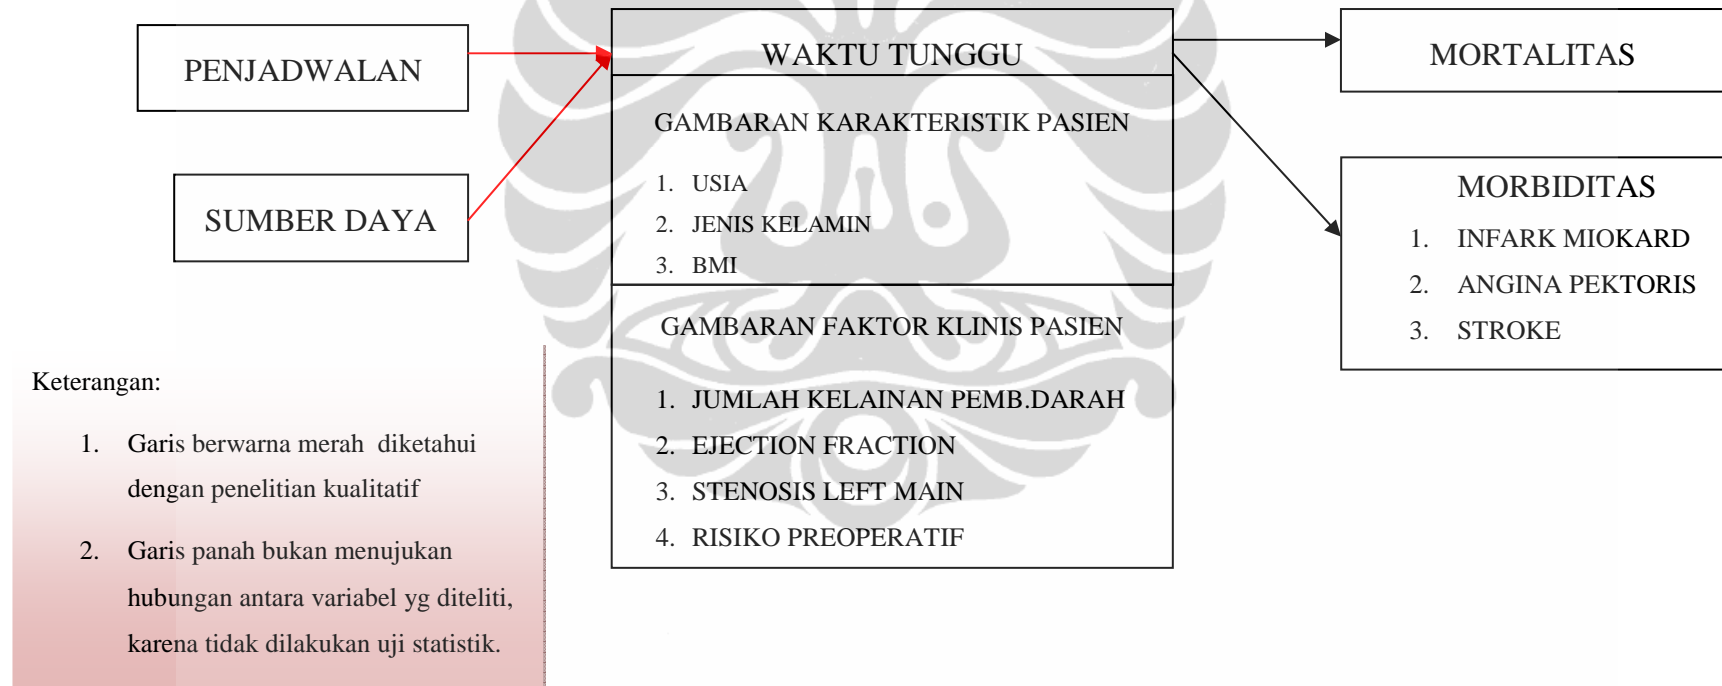 PENJADWALAN
SUMBER DAYA
WAKTU TUNGGU
GAMBARAN KARAKTERISTIK PASIEN
1. USIA
2. JENIS KELAMIN
3. BMI
GAMBARAN FAKTOR KLINIS PASIEN
1. JUMLAH KELAINAN PEMB.DARAH
2. EJECTION FRACTION
3. STENOSIS LEFT MAIN
4. RISIKO PREOPERATIF
MORTALITAS
MORBIDITAS
1. INFARK MIOKARD
2. ANGINA PEKTORIS
3. STROKE
Keterangan:
1. Garis berwarna merah diketahui
dengan penelitian kualitatif
2. Garis panah bukan menujukan
hubungan antara variabel yg diteliti,
karena tidak dilakukan uji statistik.